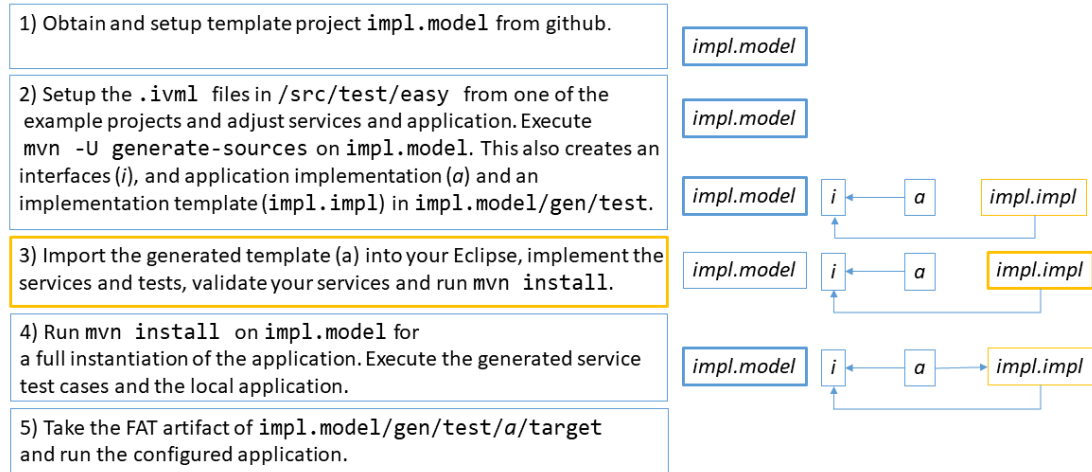 1) Obtain and setup template project impl.model from github.
impl.model
2) Setup the .ivml files in /src/test/easy from one of the
example projects and adjust services and application. Execute
mvn -U generate-sources on impl.model. This also creates an
interfaces (i), and application implementation (a) and an
implementation template (impl.impl) in impl.model/gen/test.
impl.model
impl.model i a impl.impl
3) Import the generated template (a) into your Eclipse, implement the
services and tests, validate your services and run mvn install.
impl.model i a impl.impl
4) Run mvn install on impl.model for
a full instantiation of the application. Execute the generated service
test cases and the local application.
impl.model i a impl.impl
5) Take the FAT artifact of impl.model/gen/test/a/target
and run the configured application.